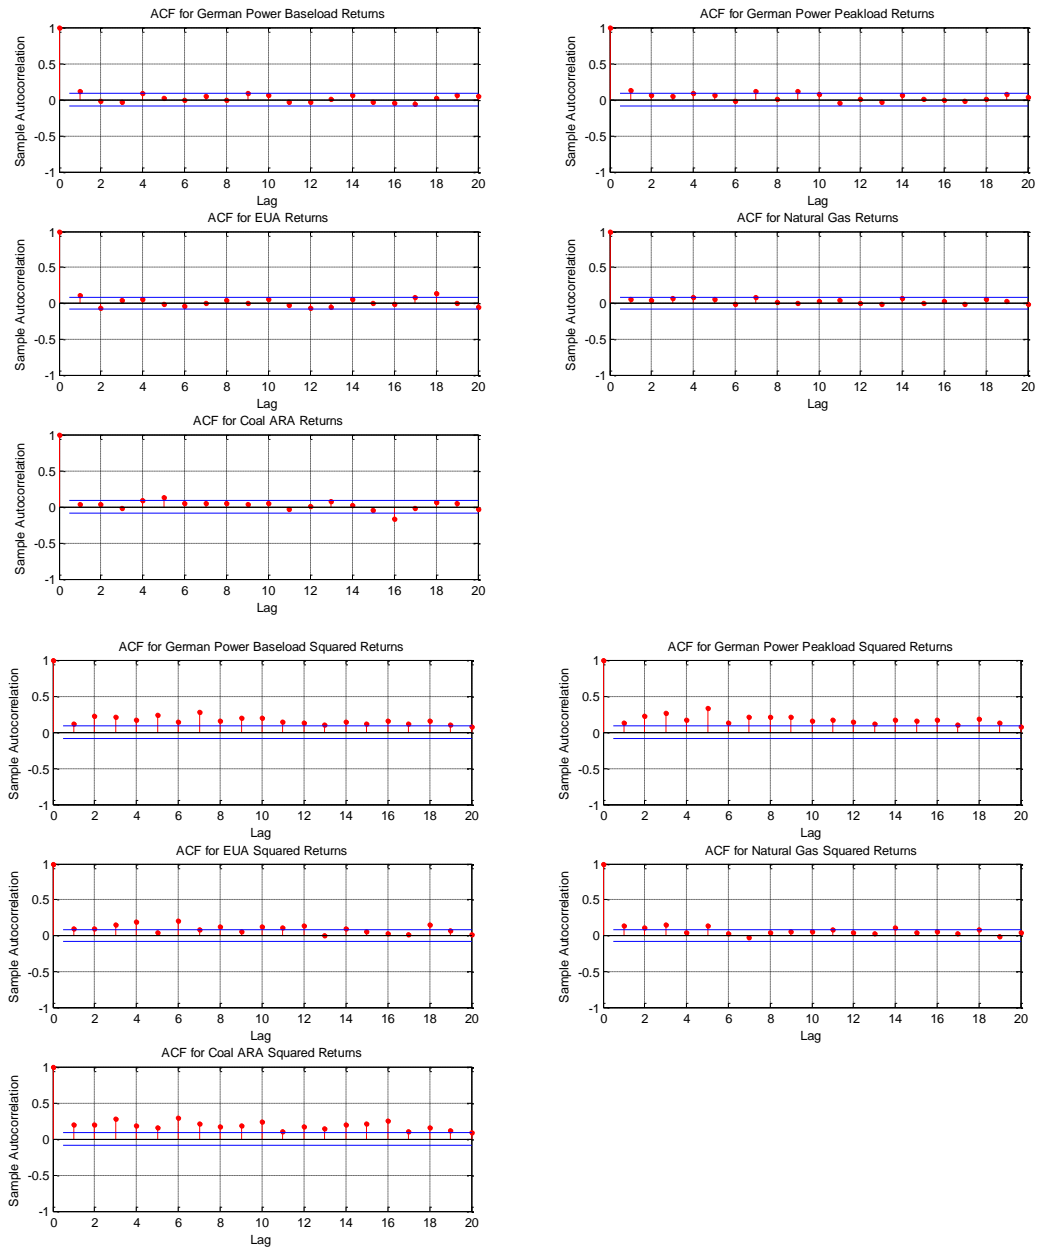 ACF for German Power Baseload Returns
1
0.5
0
-0.5
-1
Sample Autocorrelation
0 2 4 6 8 10 12 14 16 18 20
Lag
ACF for German Power Peakload Returns
1
0.5
0
-0.5
-1
Sample Autocorrelation
0 2 4 6 8 10 12 14 16 18 20
Lag
ACF for EUA Returns
1
0.5
0
-0.5
-1
Sample Autocorrelation
0 2 4 6 8 10 12 14 16 18 20
Lag
ACF for Natural Gas Returns
1
0.5
0
-0.5
-1
Sample Autocorrelation
0 2 4 6 8 10 12 14 16 18 20
Lag
ACF for Coal ARA Returns
1
0.5
0
-0.5
-1
Sample Autocorrelation
0 2 4 6 8 10 12 14 16 18 20
Lag
ACF for German Power Baseload Squared Returns
1
0.5
0
-0.5
-1
Sample Autocorrelation
0 2 4 6 8 10 12 14 16 18 20
Lag
ACF for German Power Peakload Squared Returns
1
0.5
0
-0.5
-1
Sample Autocorrelation
0 2 4 6 8 10 12 14 16 18 20
Lag
ACF for EUA Squared Returns
1
0.5
0
-0.5
-1
Sample Autocorrelation
0 2 4 6 8 10 12 14 16 18 20
Lag
ACF for Natural Gas Squared Returns
1
0.5
0
-0.5
-1
Sample Autocorrelation
0 2 4 6 8 10 12 14 16 18 20
Lag
ACF for Coal ARA Squared Returns
1
0.5
0
-0.5
-1
Sample Autocorrelation
0 2 4 6 8 10 12 14 16 18 20
Lag